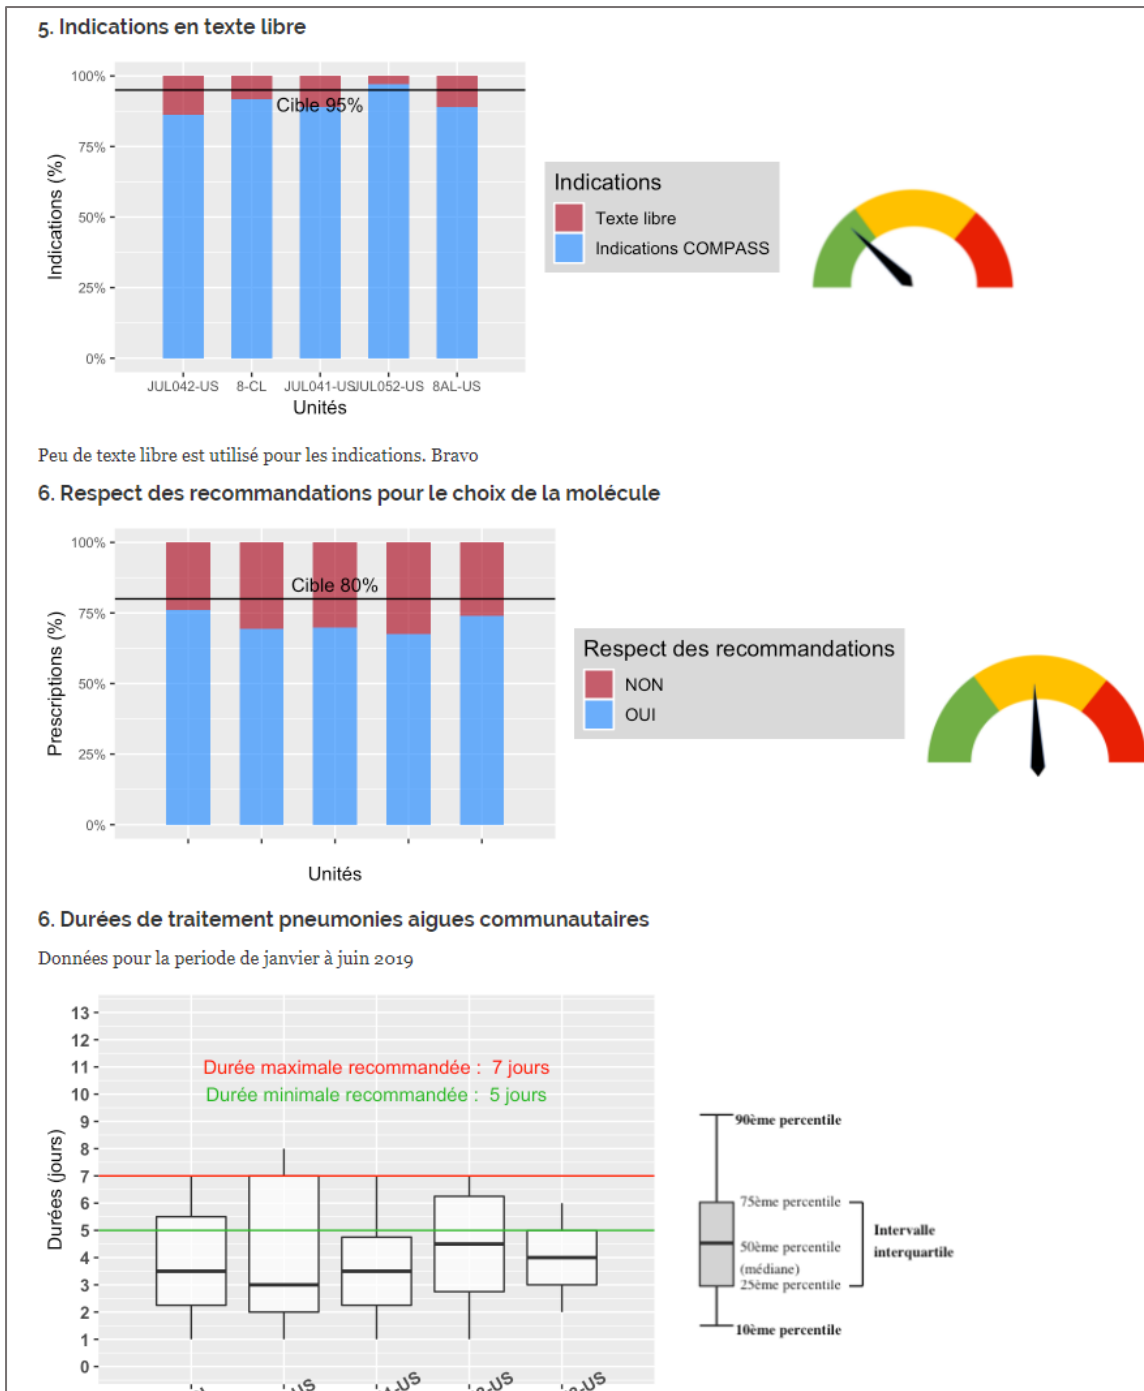 5. Indications en texte libre
100%
75%
50%
25%
0%
Indications (%)
Cible 95%
JUL042-US 8-CL JUL041-US JUL052-US 8AL-US
Unités
Indications
Texte libre
Indications COMPASS
Peu de texte libre est utilisé pour les indications. Bravo
6. Respect des recommandations pour le choix de la molécule
100%
75%
50%
25%
0%
Prescriptions (%)
Cible 80%
Unités
Respect des recommandations
NON
OUI
6. Durées de traitement pneumonies aigues communautaires
Données pour la periode de janvier à juin 2019
13
12
11
10
9
8
7
6
5
4
3
2
1
0
Durées (jours)
Durée maximale recommandée : 7 jours
Durée minimale recommandée : 5 jours
90ème percentile
75ème percentile
50ème percentile
(médiane)
25ème percentile
10ème percentile
Intervalle
interquartile